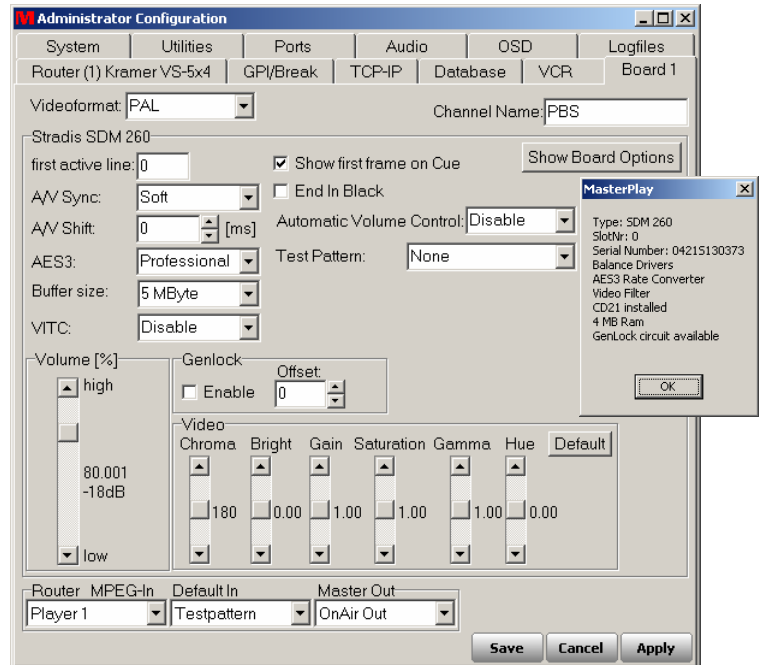 M Administrator Configuration
System Utilities Ports Audio OSD Logfiles
Router (1) Kramer VS-5x4 GPI/Break TCP-IP Database VCR Board 1
Videoformat: PAL Channel Name: PBS
Stradis SDM 260
first active line: 0 Show first frame on Cue Show Board Options
A/V Sync: Soft End In Black
A/V Shift: 0 [ms] Automatic Volume Control: Disable
AES3: Professional Test Pattern: None
Buffer size: 5 MByte
VITC: Disable
MasterPlay
Type: SDM 260
SlotNr: 0
Serial Number: 04215130373
Balance Drivers
AES3 Rate Converter
Video Filter
CD21 installed
4 MB Ram
GenLock circuit available
OK
Volume [%]
high
80.001
-18dB
low
Genlock
Enable Offset: 0
Video
Chroma Bright Gain Saturation Gamma Hue Default
180 0.00 1.00 1.00 1.00 0.00
Router MPEG-In Default In Master Out
Player 1 Testpattern OnAir Out
Save Cancel Apply